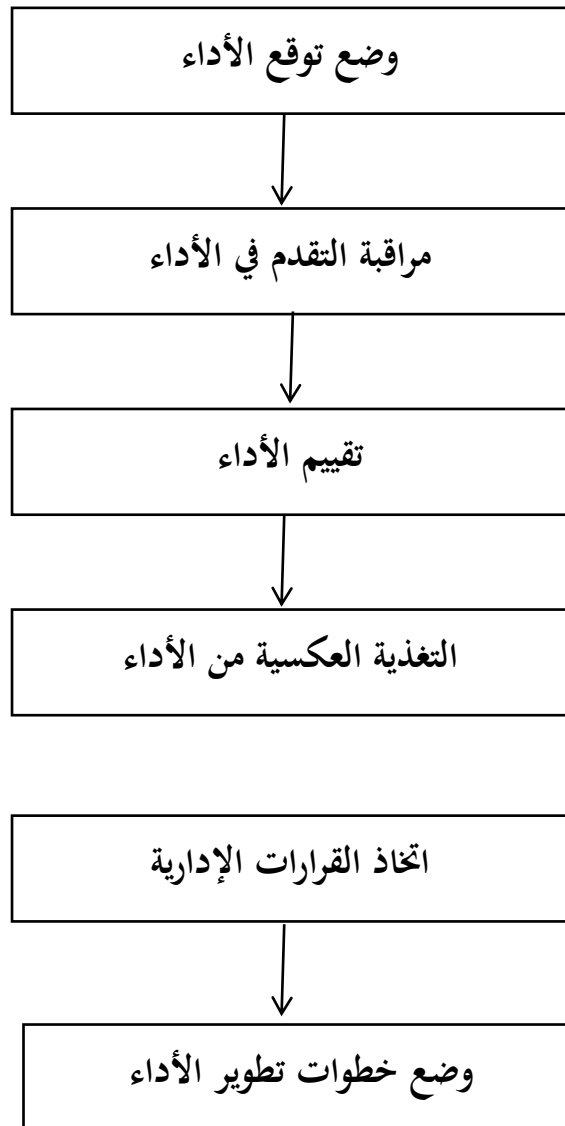 وضع توقع الأداء
مراقبة التقدم في الأداء
تقييم الأداء
التغذية العكسية من الأداء
اتخاذ القرارات الإدارية
وضع خطوات تطوير الأداء